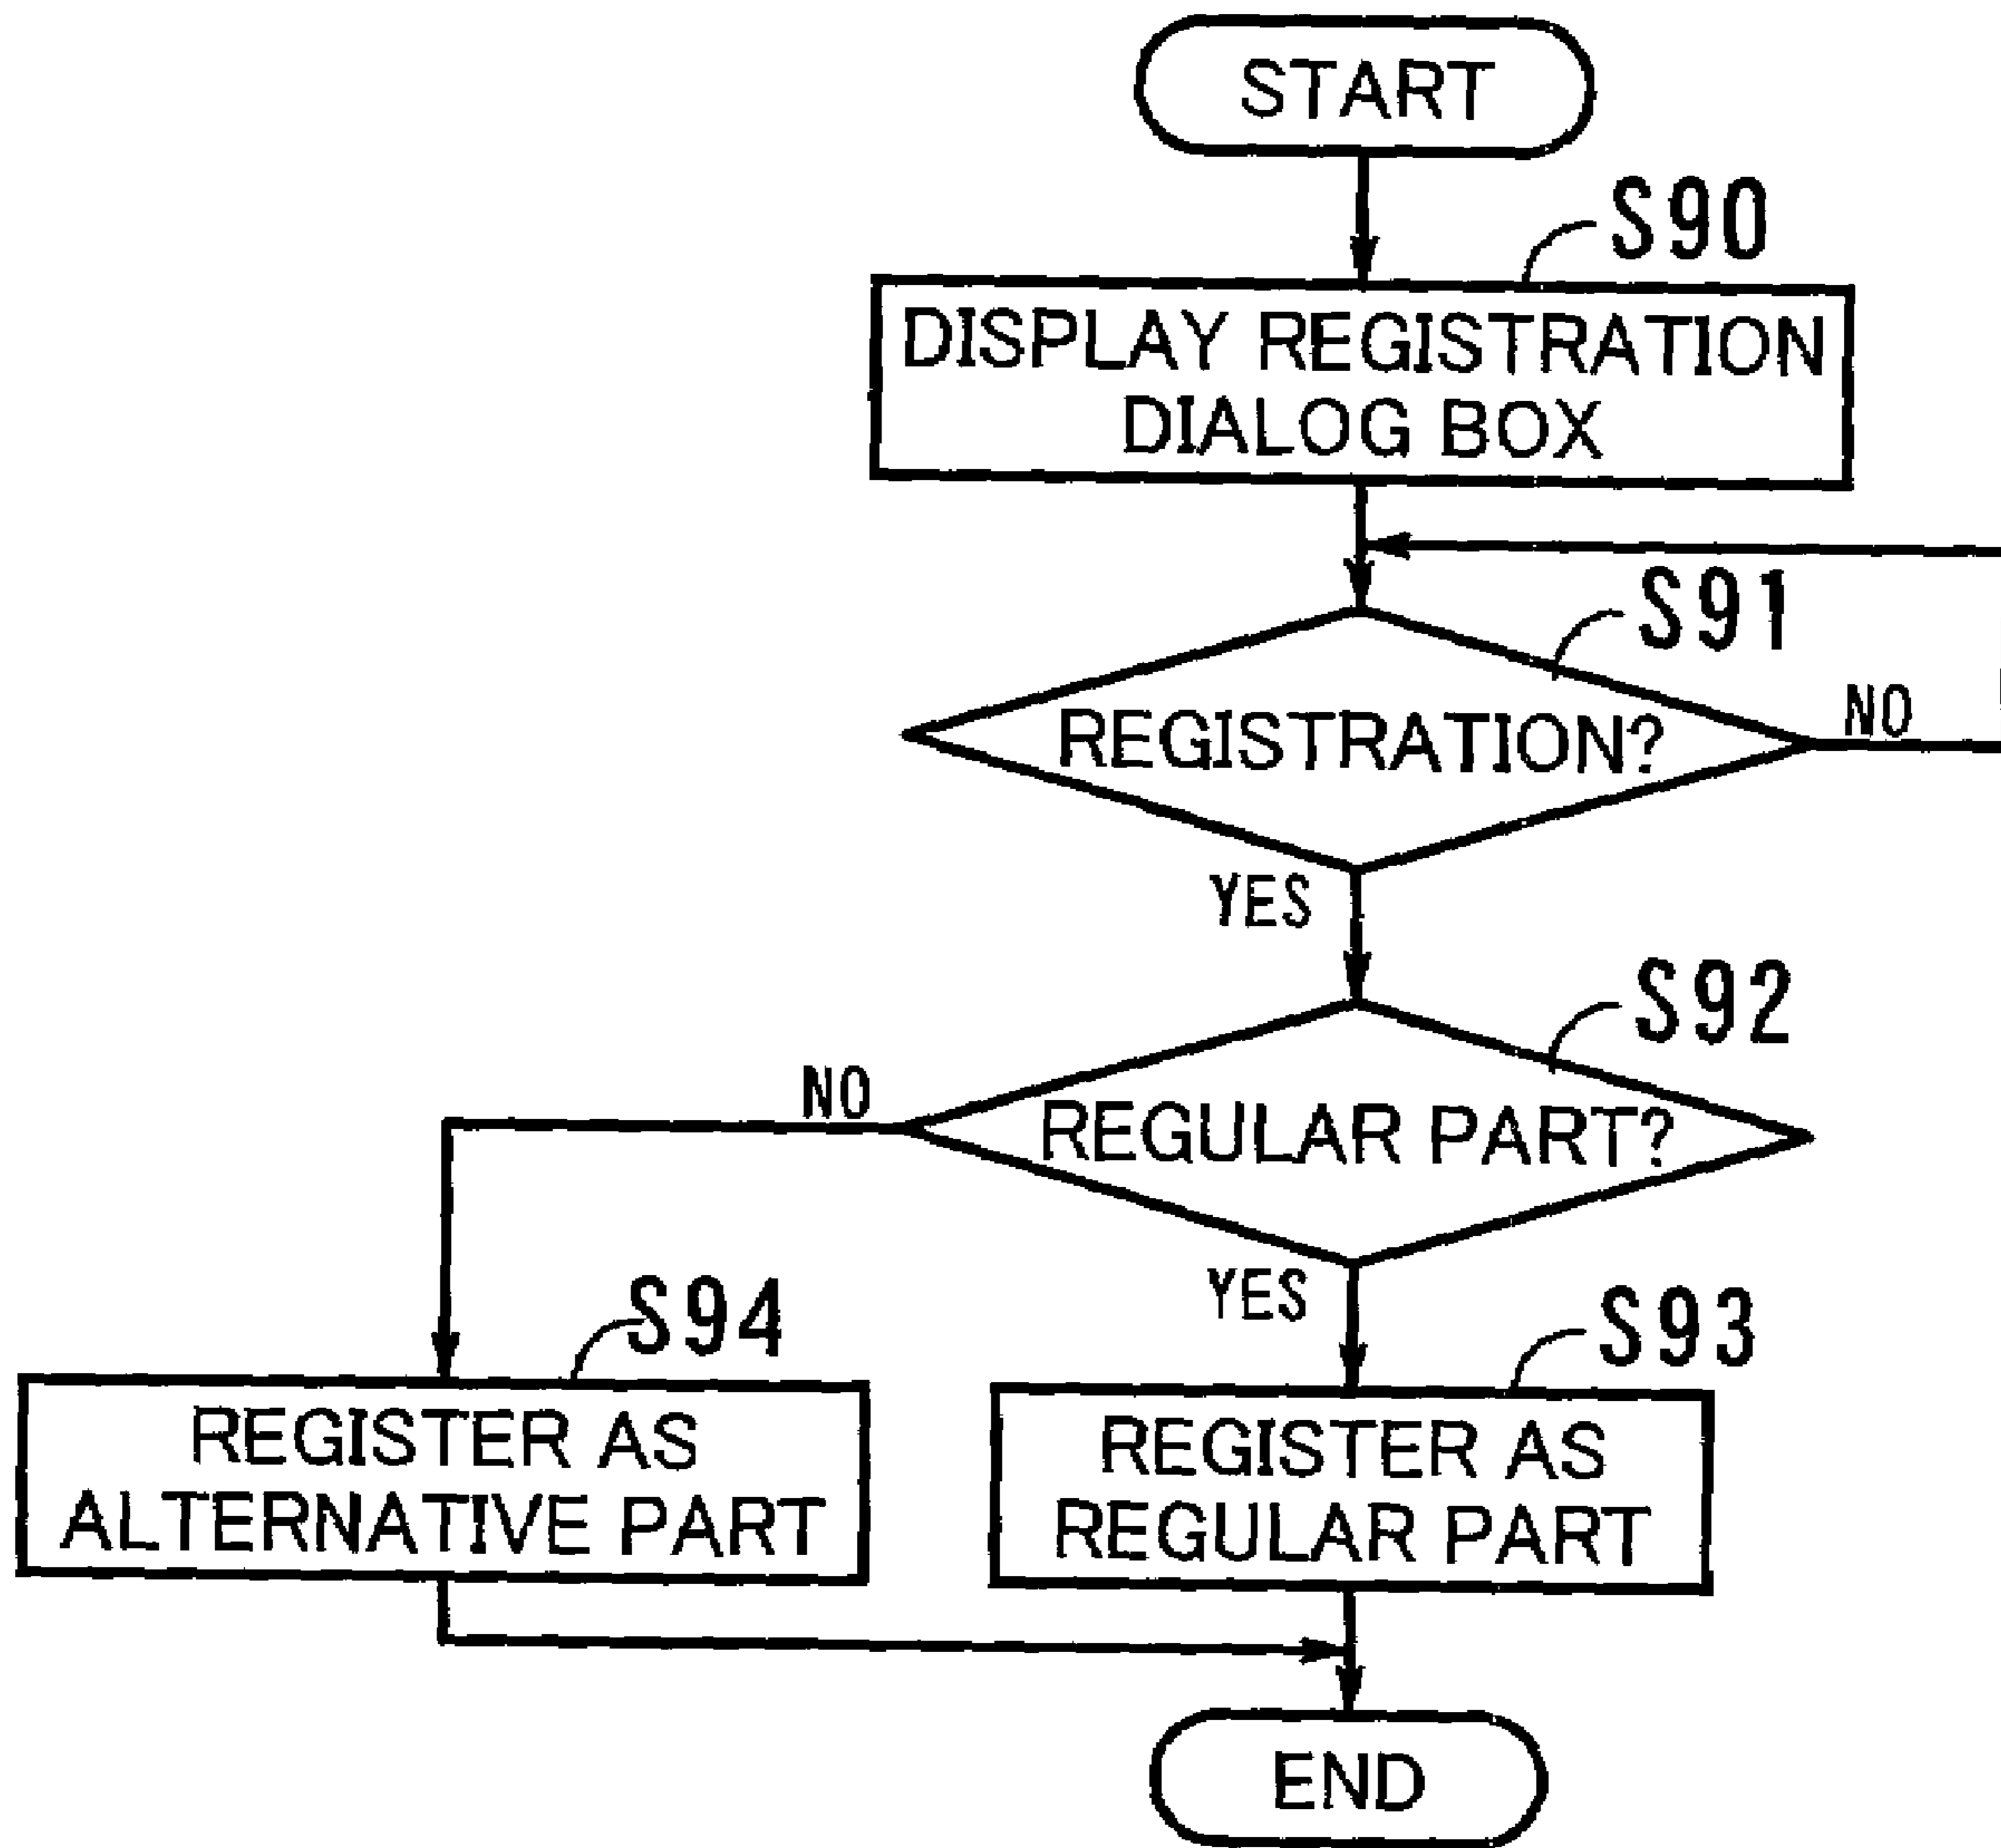 START
S90
DISPLAY REGISTRATION
DIALOG BOX
S91
REGISTRATION?
NO
YES
S92
REGULAR PART?
NO
YES
S94
S93
REGISTER AS
ALTERNATIVE PART
REGISTER AS
REGULAR PART
END